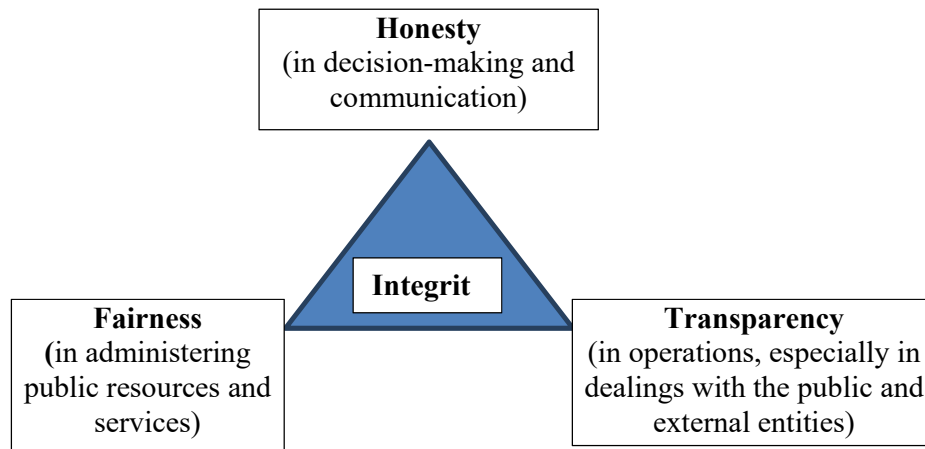 Honesty
(in decision-making and
communication)
Integrit
Fairness
(in administering
public resources and
services)
Transparency
(in operations, especially in
dealings with the public and
external entities)